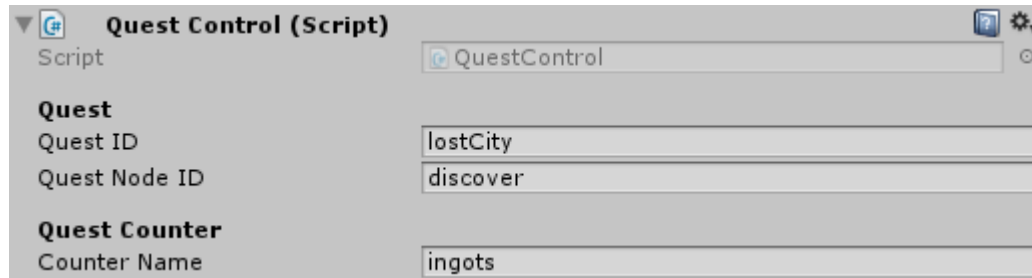 Quest Control (Script)
Script QuestControl
Quest
Quest ID lostCity
Quest Node ID discover
Quest Counter
Counter Name ingots